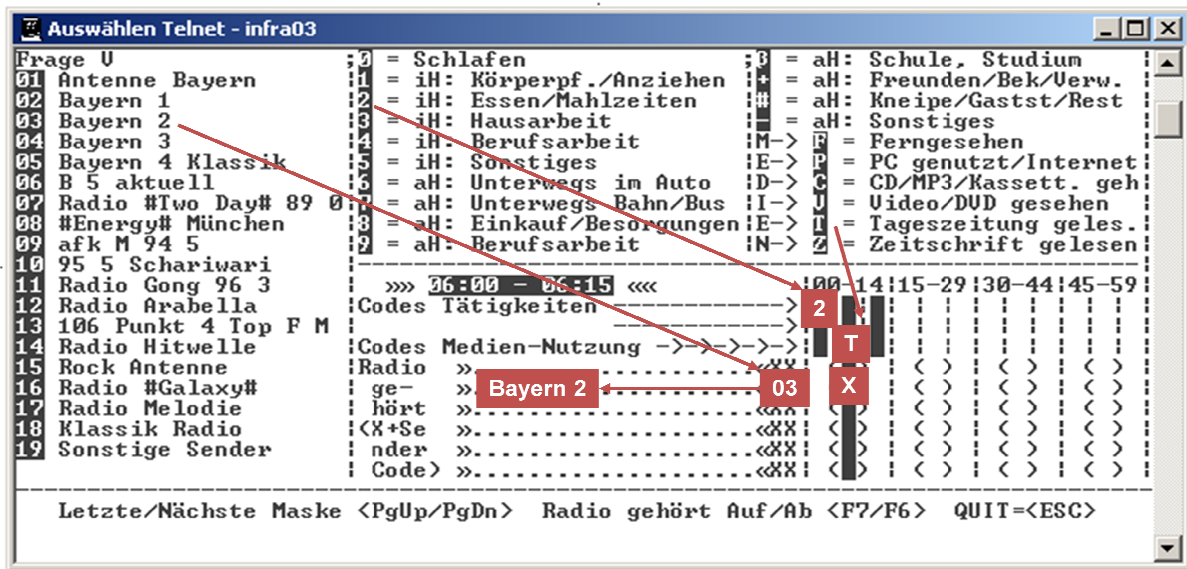 Auswählen Telnet - infra03
Frage V ;0 = Schlafen ;β = aH: Schule, Studium
01 Antenne Bayern 1 = iH: Körperpf./Anziehen + = aH: Freunden/Bek/Verw.
02 Bayern 1 2 = iH: Essen/Mahlzeiten # = aH: Kneipe/Gastst/Rest
03 Bayern 2 3 = iH: Hausarbeit - = aH: Sonstiges
04 Bayern 3 4 = iH: Berufsarbeit M-> F = Ferngesehen
05 Bayern 4 Klassik 5 = iH: Sonstiges E-> P = PC genutzt/Internet
06 B 5 aktuell 6 = aH: Unterwegs im Auto D-> C = CD/MP3/Kassett. geh
07 Radio #Two Day# 89 0 = aH: Unterwegs Bahn/Bus I-> V = Video/DVD gesehen
08 #Energy# München 8 = aH: Einkauf/Besorgungen E-> T = Tageszeitung geles.
09 afk M 94 5 9 = aH: Berufsarbeit N-> Z = Zeitschrift gelesen
10 95 5 Schariwari
11 Radio Gong 96 3 »»» 06:00 - 06:15 ««« 00-14¦15-29¦30-44¦45-59
12 Radio Arabella Codes Tätigkeiten -> 2
13 106 Punkt 4 Top F M ->
14 Radio Hitwelle Codes Medien-Nutzung ->->->->-> T
15 Rock Antenne Radio »....................«XX ( ) ( ) ( )
16 Radio #Galaxy# ge- » Bayern 2 03 X ( ) ( ) ( )
17 Radio Melodie hört »....................«XX ( ) ( ) ( ) ( )
18 Klassik Radio (X+Se »....................«XX ( ) ( ) ( ) ( )
19 Sonstige Sender nder »....................«XX ( ) ( ) ( ) ( )
Code) »....................«XX ( ) ( ) ( ) ( )
Letzte/Nächste Maske <PgUp/PgDn> Radio gehört Auf/Ab <F7/F6> QUIT=<ESC>